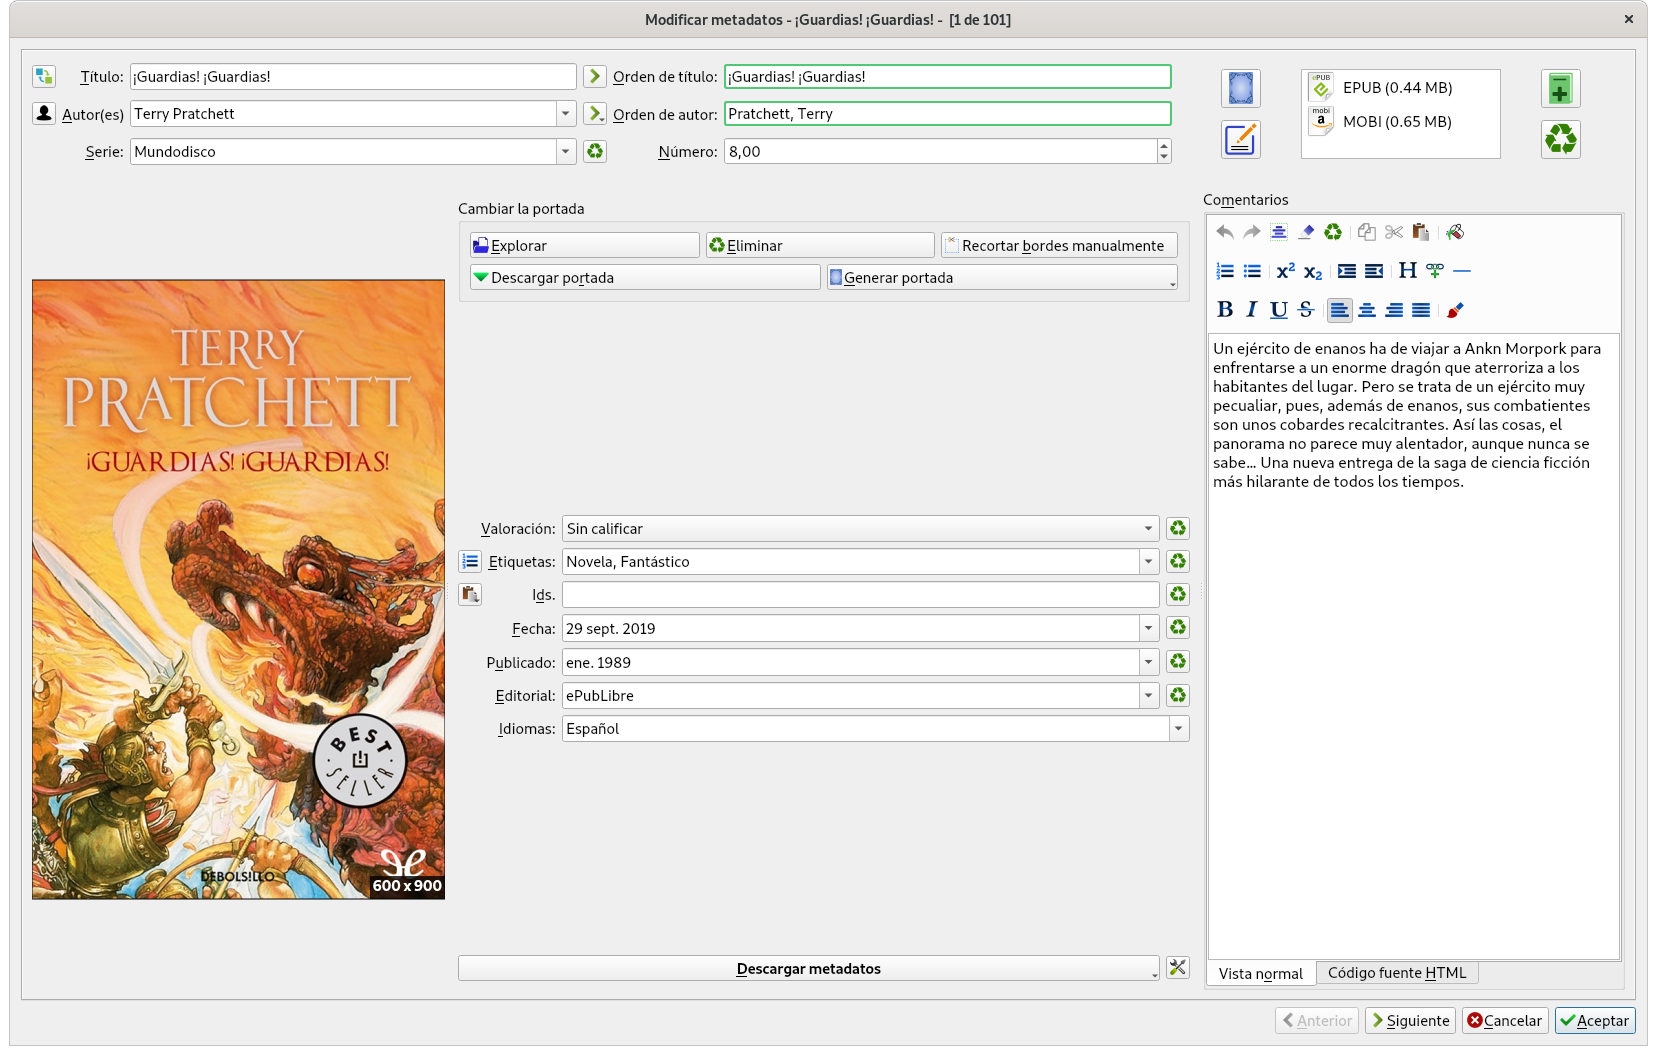 Modificar metadatos - ¡Guardias! ¡Guardias! - [1 de 101]
Título: ¡Guardias! ¡Guardias! Orden de título: ¡Guardias! ¡Guardias!
Autor(es) Terry Pratchett Orden de autor: Pratchett, Terry
Serie: Mundodisco Número: 8,00
EPUB (0.44 MB)
mobi
MOBI (0.65 MB)
Cambiar la portada
Explorar Eliminar Recortar bordes manualmente
Descargar portada Generar portada
TERRY
PRATCHETT
¡GUARDIAS! ¡GUARDIAS!
BEST
SELLER
DEBOLS!LLO
600 x 900
Valoración: Sin calificar
Etiquetas: Novela, Fantástico
Ids.
Fecha: 29 sept. 2019
Publicado: ene. 1989
Editorial: ePubLibre
Idiomas: Español
Descargar metadatos
Comentarios
Un ejército de enanos ha de viajar a Ankn Morpork para
enfrentarse a un enorme dragón que aterroriza a los
habitantes del lugar. Pero se trata de un ejército muy
pecualiar, pues, además de enanos, sus combatientes
son unos cobardes recalcitrantes. Así las cosas, el
panorama no parece muy alentador, aunque nunca se
sabe... Una nueva entrega de la saga de ciencia ficción
más hilarante de todos los tiempos.
Vista normal Código fuente HTML
Anterior Siguiente Cancelar Aceptar